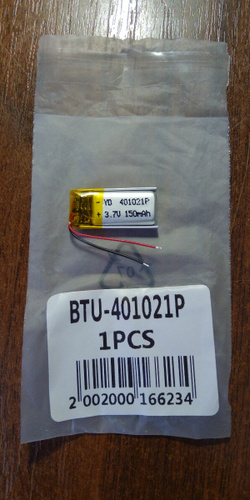 - YD 401021P
+ 3.7V 150mAh
BTU-401021P
1PCS
2 002000 166234